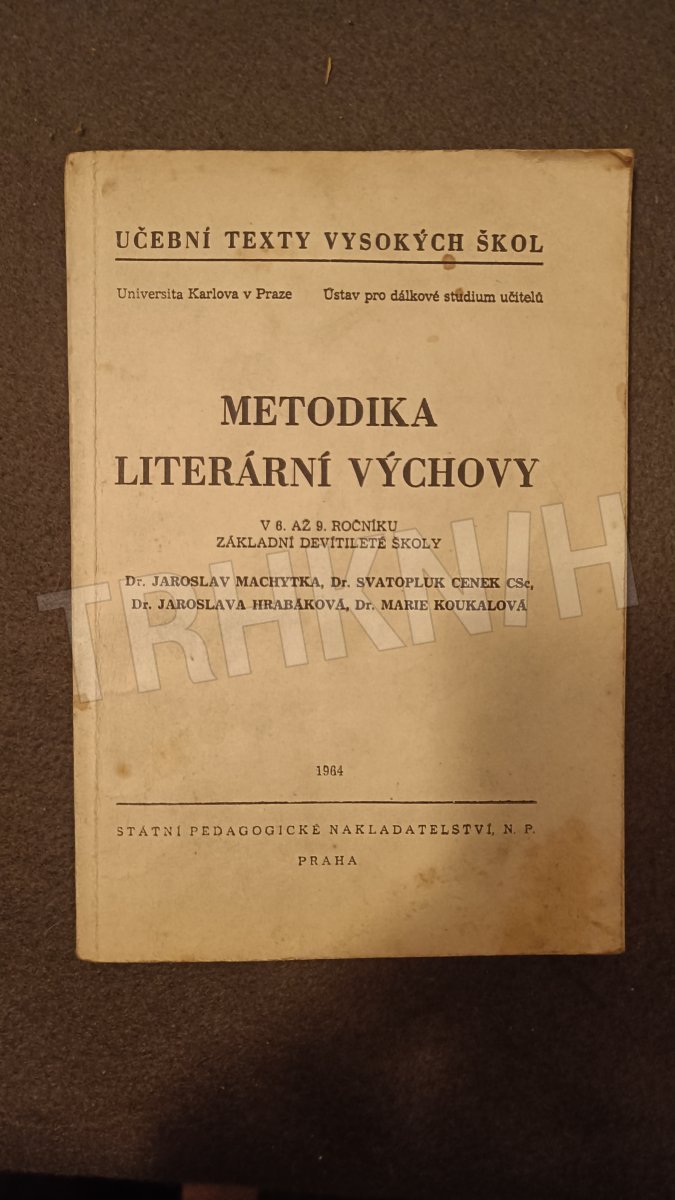 UČEBNÍ TEXTY VYSOKÝCH ŠKOL
Universita Karlova v Praze Ústav pro dálkové studium učitelů
METODIKA
LITERÁRNÍ VÝCHOVY
V 6. AŽ 9. ROČNÍKU
ZÁKLADNÍ DEVÍTILETÉ ŠKOLY
Dr. JAROSLAV MACHYTKA, Dr. SVATOPLUK CENEK CSc,
Dr. JAROSLAVA HRABÁKOVÁ, Dr. MARIE KOUKALOVÁ
TRHKNIH
1964
STÁTNÍ PEDAGOGICKÉ NAKLADATELSTVÍ, N. P.
PRAHA